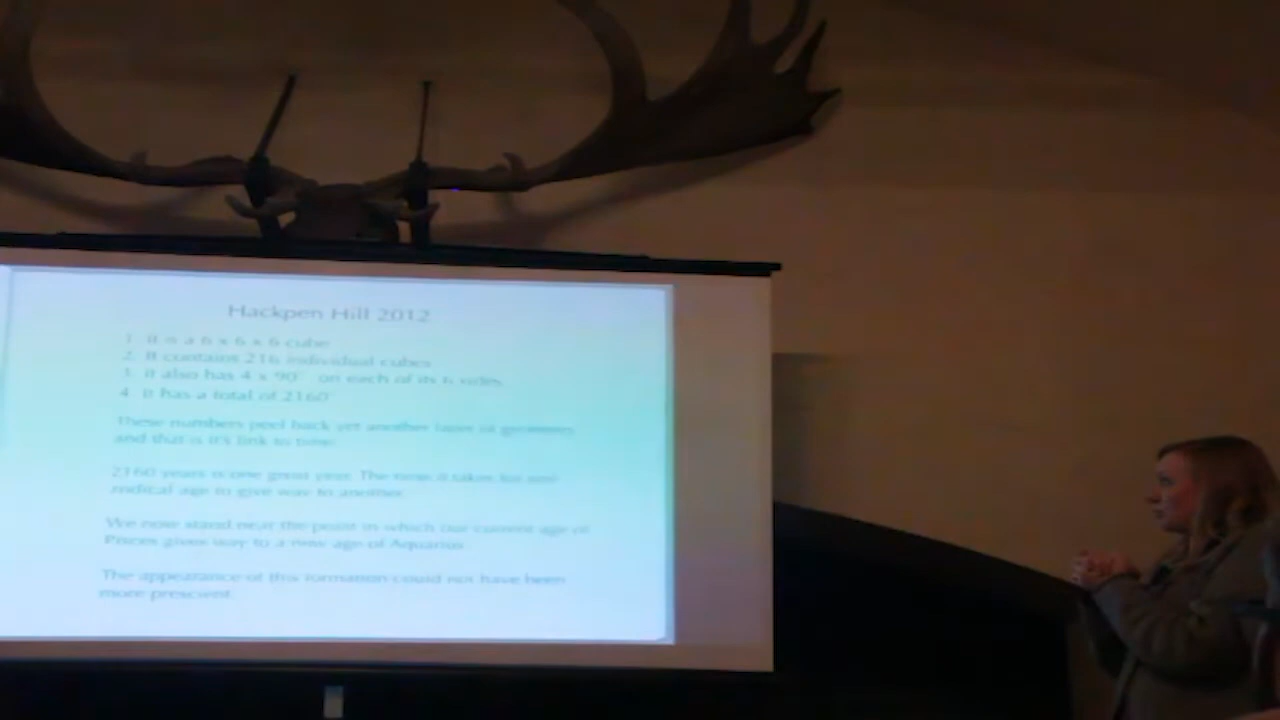 Hackpen Hill 2012
1. It is a 6 x 6 x 6 cube
2. It contains 216 individual cubes
3. It also has 4 x 90° on each of its 6 sides
4. It has a total of 2160°
These numbers peel back yet another layer of geometry
and that is it's link to time.
2160 years is one great year. The time it takes for one
zodical age to give way to another.
We now stand near the point in which our current age of
Pisces gives way to a new age of Aquarius.
The appearance of this formation could not have been
more prescient.